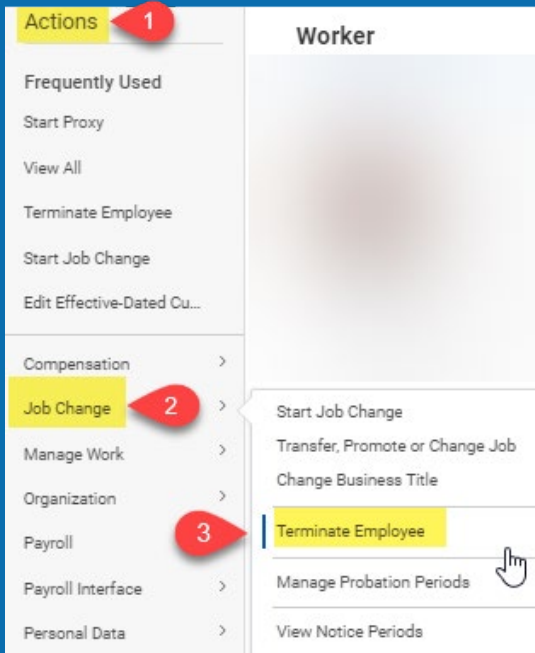 Actions
1
Worker
Frequently Used
Start Proxy
View All
Terminate Employee
Start Job Change
Edit Effective-Dated Cu...
Compensation
Job Change
2
Manage Work
Organization
Payroll
Payroll Interface
Personal Data
Start Job Change
Transfer, Promote or Change Job
Change Business Title
3
Terminate Employee
Manage Probation Periods
View Notice Periods